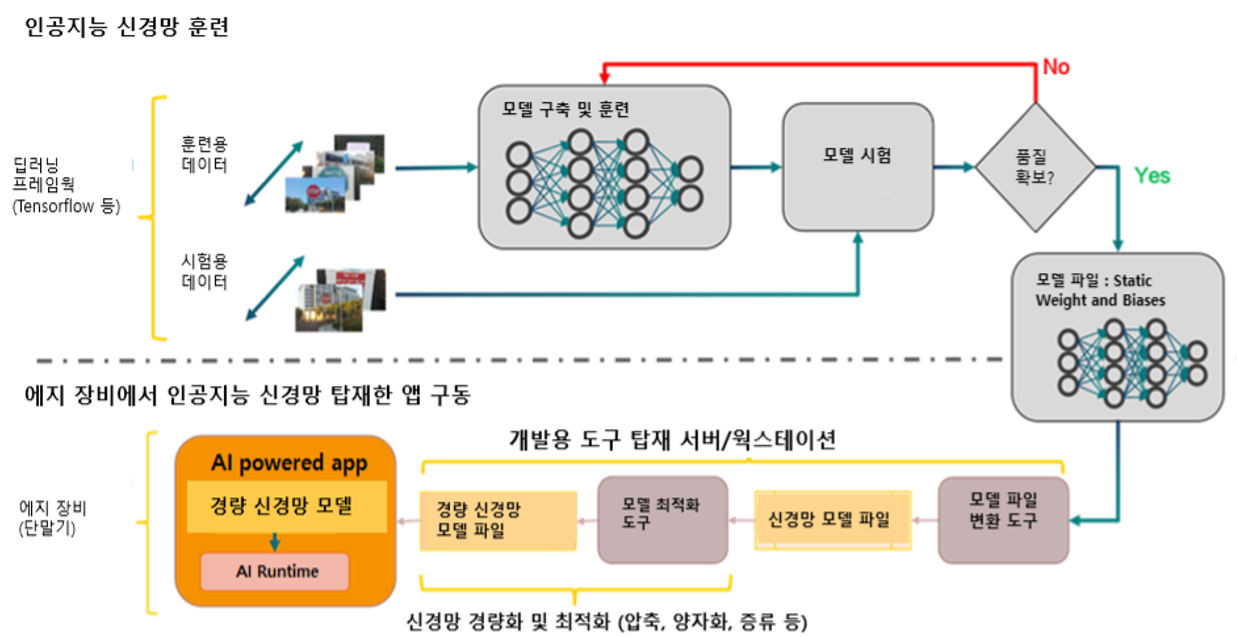 인공지능 신경망 훈련
No
모델 구축 및 훈련
훈련용
데이터
모델 시험
품질
확보?
Yes
딥러닝
프레임웍
(Tensorflow 등)
시험용
데이터
모델 파일 : Static
Weight and Biases
에지 장비에서 인공지능 신경망 탑재한 앱 구동
개발용 도구 탑재 서버/웍스테이션
AI powered app
경량 신경망 모델
AI Runtime
에지 장비
(단말기)
경량 신경망
모델 파일
모델 최적화
도구
신경망 모델 파일
모델 파일
변환 도구
신경망 경량화 및 최적화 (압축, 양자화, 증류 등)